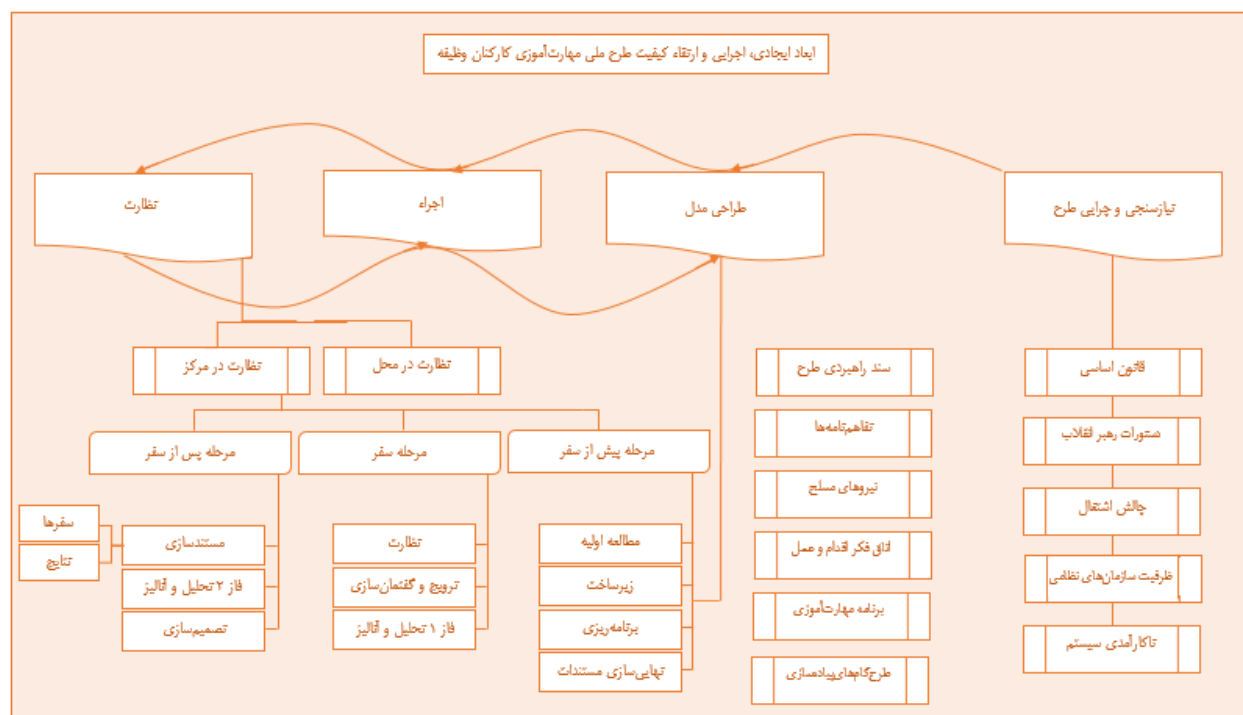 ابعاد ایجادی، اجرایی و ارتقاء کیفیت طرح ملی مهارت‌آموزی کارکنان وظیفه
نیازسنجی و چرایی طرح
طراحی مدل
اجراء
نظارت
قانون اساسی
دستورات رهبر انقلاب
چالش اشتغال
ظرفیت سازمان‌های نظامی
ناکارآمدی سیستم
سند راهبردی طرح
تفاهم‌نامه‌ها
نیروهای مسلح
اتاق فکر اقدام و عمل
برنامه مهارت‌آموزی
طرح‌گام‌های‌پیاده‌سازی
نظارت در محل
نظارت در مرکز
مرحله پیش از سفر
مرحله سفر
مرحله پس از سفر
مطالعه اولیه
زیرساخت
برنامه‌ریزی
نهایی‌سازی مستندات
نظارت
ترویج و گفتمان‌سازی
فاز ۱ تحلیل و آنالیز
مستندسازی
فاز ۲ تحلیل و آنالیز
تصمیم‌سازی
سفرها
نتایج